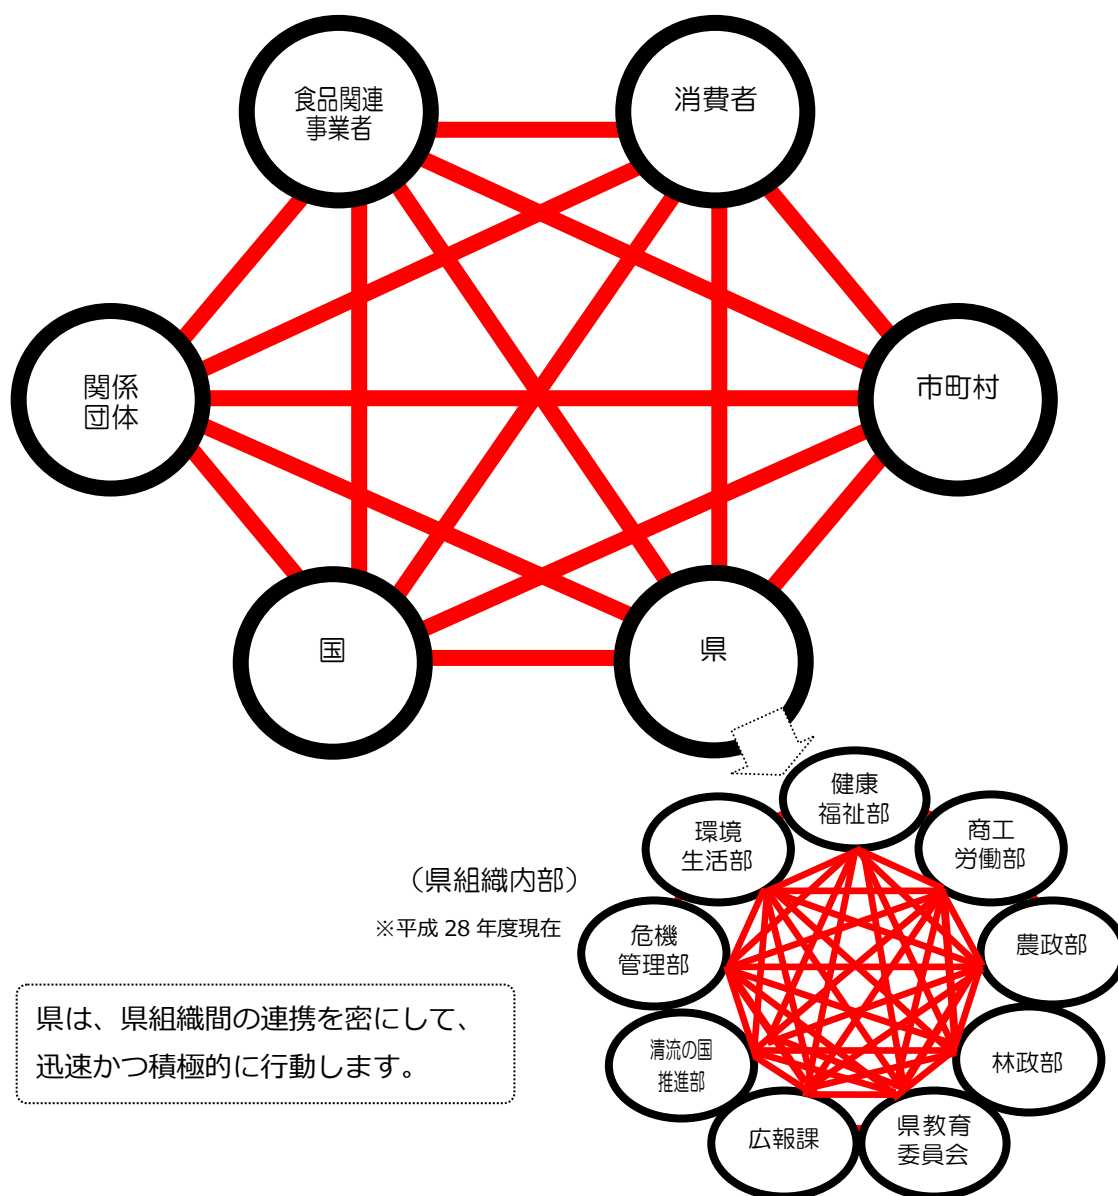 食品関連
事業者
消費者
関係
団体
市町村
国
県
健康
福祉部
環境
生活部
商工
労働部
（県組織内部）
※平成 28 年度現在
危機
管理部
農政部
県は、県組織間の連携を密にして、
迅速かつ積極的に行動します。
清流の国
推進部
林政部
広報課
県教育
委員会